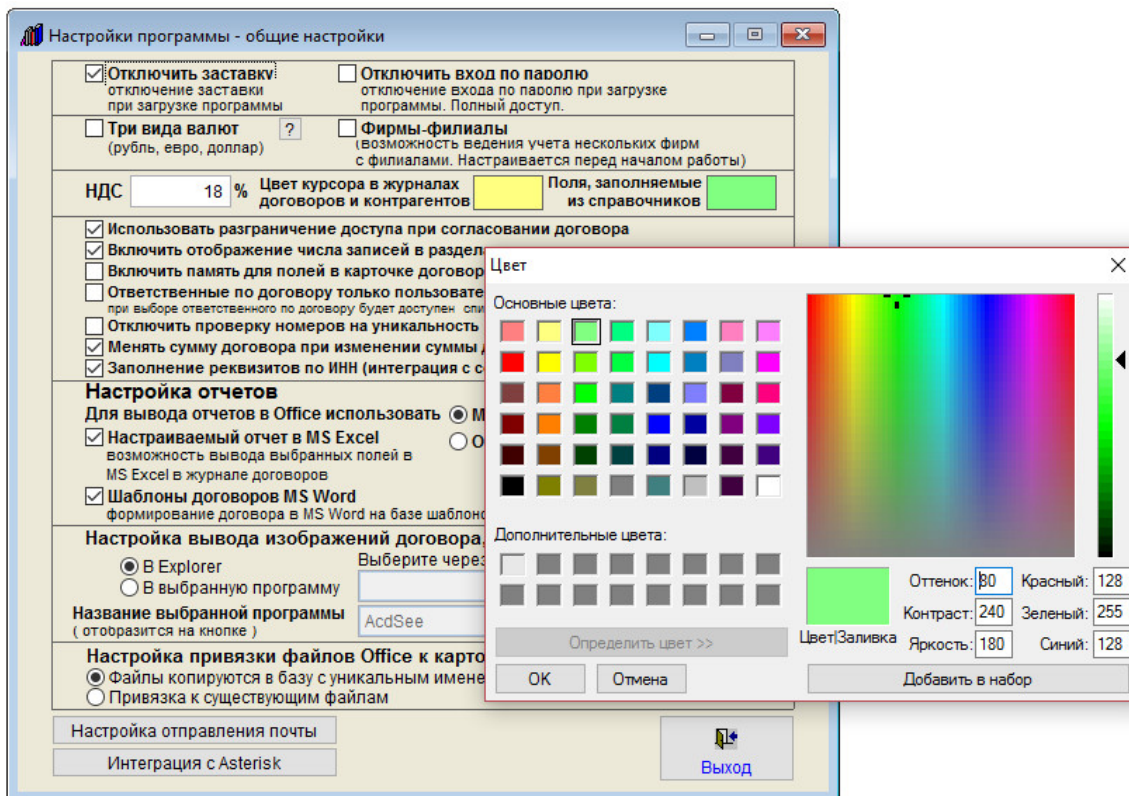 Настройки программы - общие настройки
Отключить заставку
отключение заставки
при загрузке программы
Отключить вход по паролю
отключение входа по паролю при загрузке
программы. Полный доступ.
Три вида валют
(рубль, евро, доллар)
?
Фирмы-филиалы
(возможность ведения учета нескольких фирм
с филиалами. Настраивается перед началом работы)
НДС 18 %
Цвет курсора в журналах
договоров и контрагентов
Поля, заполняемые
из справочников
Использовать разграничение доступа при согласовании договора
Включить отображение числа записей в раздела
Включить память для полей в карточке договор
Ответственные по договору только пользовате
при выборе ответственного по договору будет доступен спи
Отключить проверку номеров на уникальность
Менять сумму договора при изменении суммы д
Заполнение реквизитов по ИНН (интеграция с се
Настройка отчетов
Для вывода отчетов в Office использовать M
O
Настраиваемый отчет в MS Excel
возможность вывода выбранных полей в
MS Excel в журнале договоров
Шаблоны договоров MS Word
формирование договора в MS Word на базе шаблоно
Настройка вывода изображений договора,
В Explorer
В выбранную программу
Выберите через
Название выбранной программы
( отобразится на кнопке )
AcdSee
Настройка привязки файлов Office к карто
Файлы копируются в базу с уникальным имене
Привязка к существующим файлам
Настройка отправления почты
Интеграция с Asterisk
Выход
Цвет
Основные цвета:
Дополнительные цвета:
Определить цвет >>
OK
Отмена
Цвет|Заливка
Оттенок: 80
Контраст: 240
Яркость: 180
Красный: 128
Зеленый: 255
Синий: 128
Добавить в набор